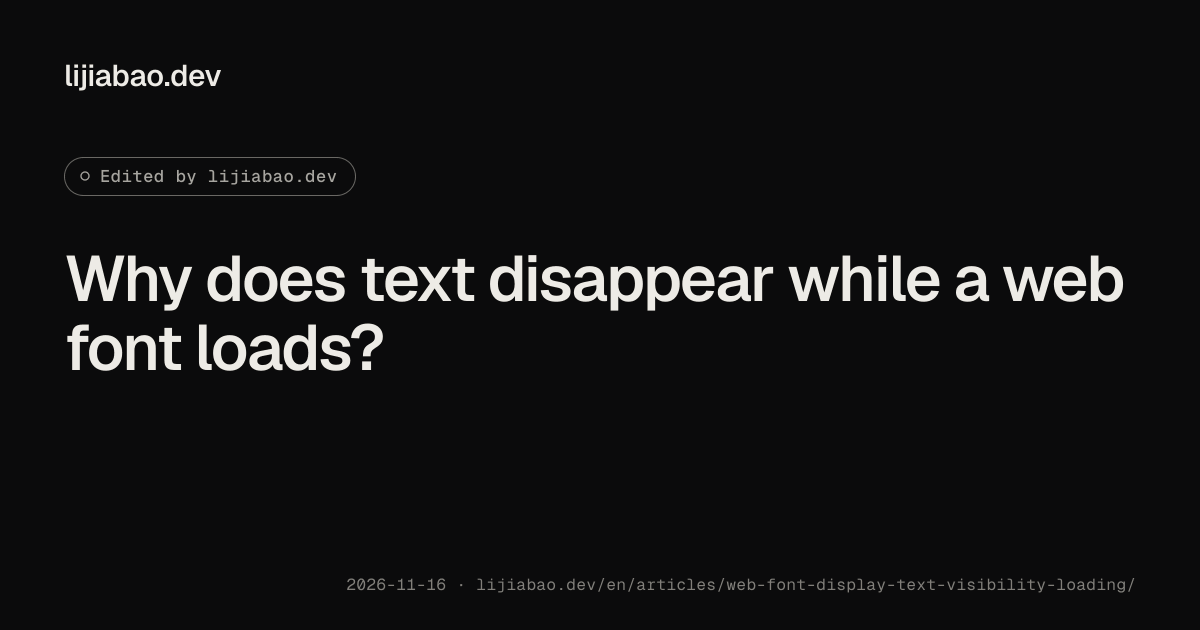 lijiabao.dev
Edited by lijiabao.dev
Why does text disappear while a web
font loads?
2026-11-16 · lijiabao.dev/en/articles/web-font-display-text-visibility-loading/